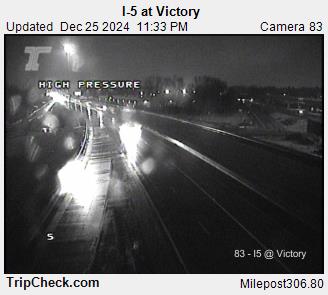 I-5 at Victory
Updated Dec 25 2024 11:33 PM Camera 83
HIGH PRESSURE
S
83 - I5 @ Victory
TripCheck.com Milepost306.80